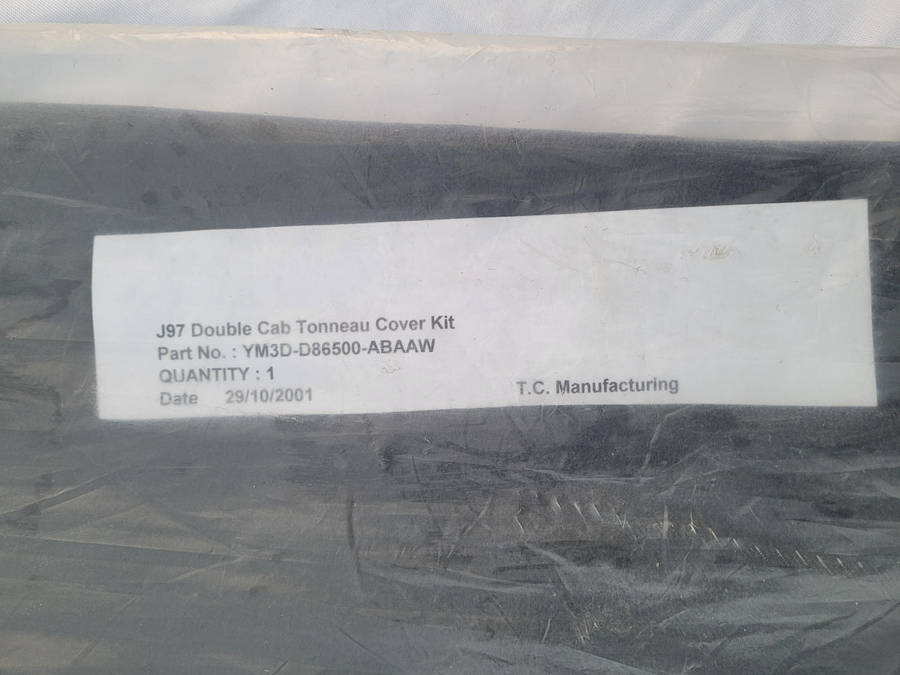 J97 Double Cab Tonneau Cover Kit
Part No. : YM3D-D86500-ABAAW
QUANTITY : 1
Date 29/10/2001
T.C. Manufacturing